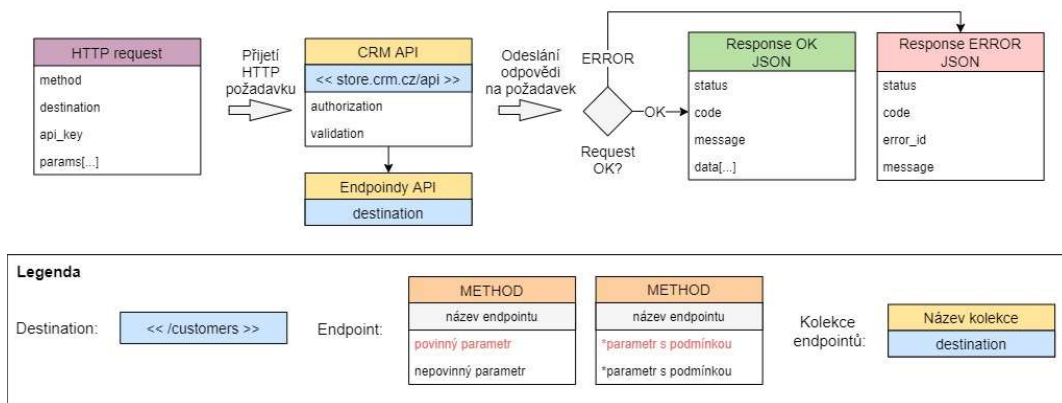 HTTP request
method
destination
api_key
params[...]
Přijetí
HTTP
požadavku
CRM API
<< store.crm.cz/api >>
authorization
validation
Endpoindy API
destination
Odeslání
odpovědi
na požadavek
ERROR
OK
Request
OK?
Response OK
JSON
status
code
message
data[...]
Response ERROR
JSON
status
code
error_id
message
Legenda
Destination:
<< /customers >>
Endpoint:
METHOD
název endpointu
povinný parametr
nepovinný parametr
METHOD
název endpointu
*parametr s podmínkou
*parametr s podmínkou
Kolekce
endpointů:
Název kolekce
destination